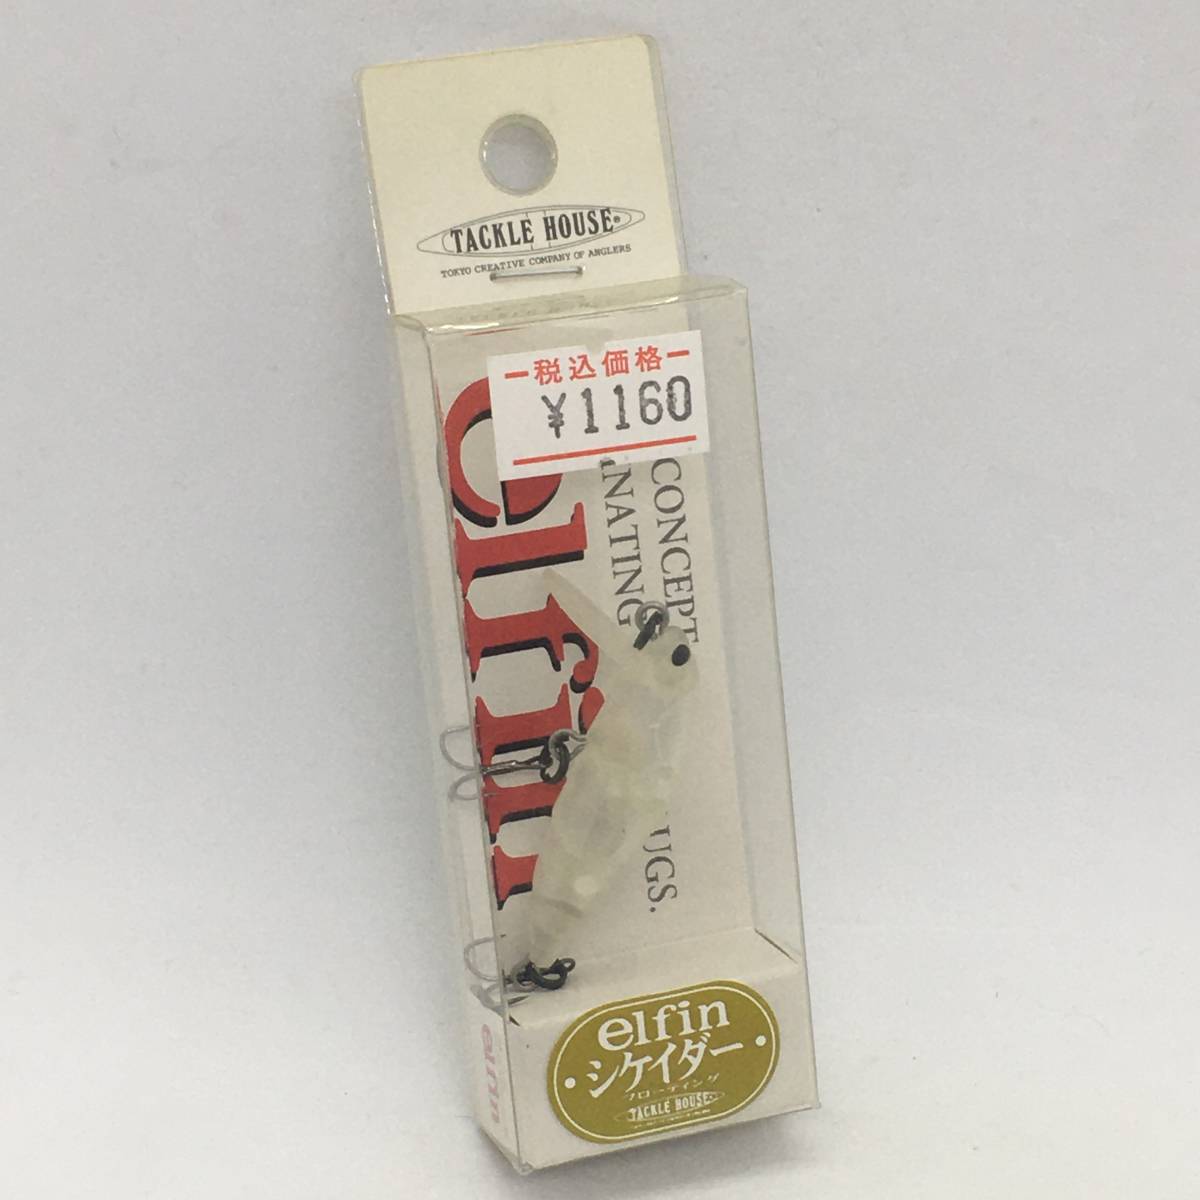 TACKLE HOUSE®
TOKYO CREATIVE COMPANY OF ANGLERS
税込価格
¥1160
elfin
CONCEPT
NATING
UGS.
elfin
シケイダー
フローティング
TACKLE HOUSE
elfin